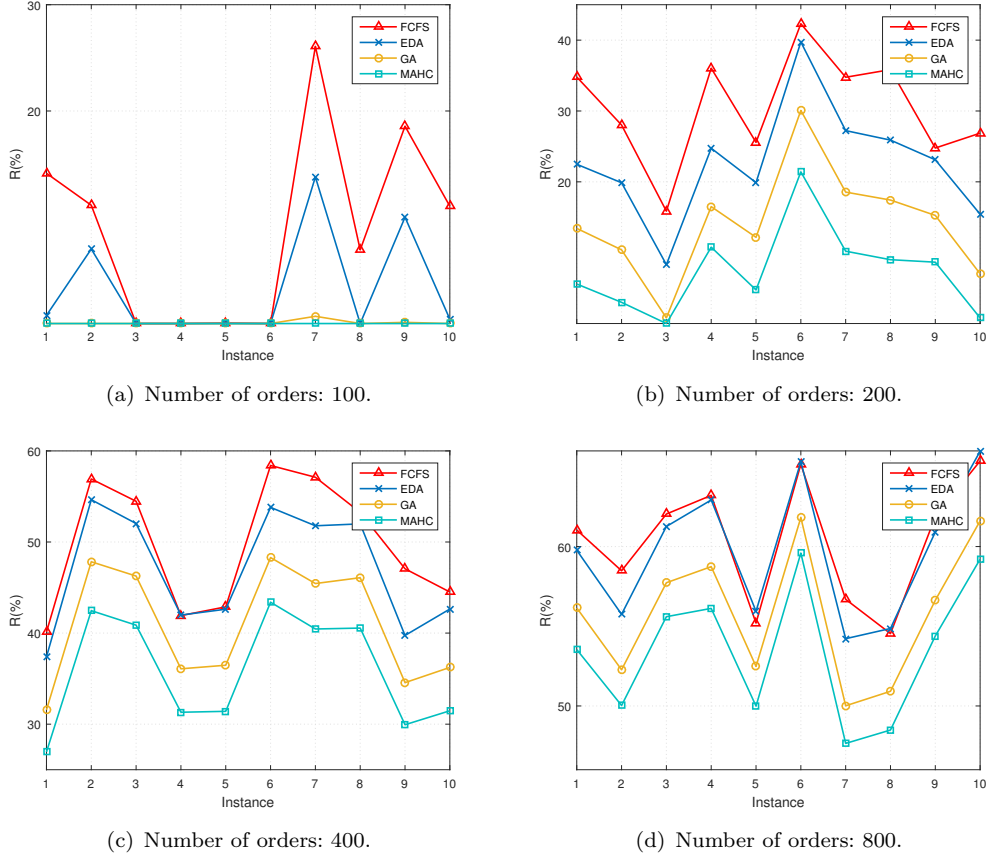 30%
20
R(%)
1 2 3 4 5 6 7 8 9 10
Instance
FCFS
EDA
GA
MAHC
(a) Number of orders: 100.
40
30
20
R(%)
1 2 3 4 5 6 7 8 9 10
Instance
FCFS
EDA
GA
MAHC
(b) Number of orders: 200.
60
50
40
30
R(%)
1 2 3 4 5 6 7 8 9 10
Instance
FCFS
EDA
GA
MAHC
(c) Number of orders: 400.
60
50
R(%)
1 2 3 4 5 6 7 8 9 10
Instance
FCFS
EDA
GA
MAHC
(d) Number of orders: 800.